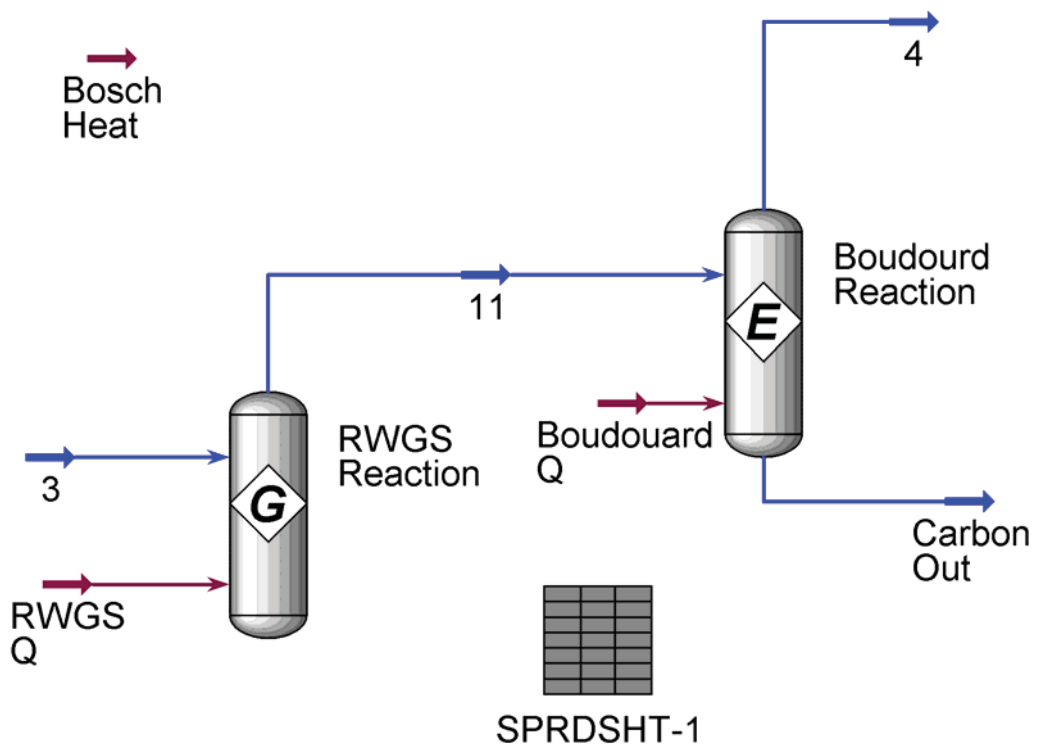 Bosch
Heat
4
Boudourd
Reaction
E
11
RWGS
Reaction
Boudouard
Q
3
G
Carbon
Out
RWGS
Q
SPRDSHT-1